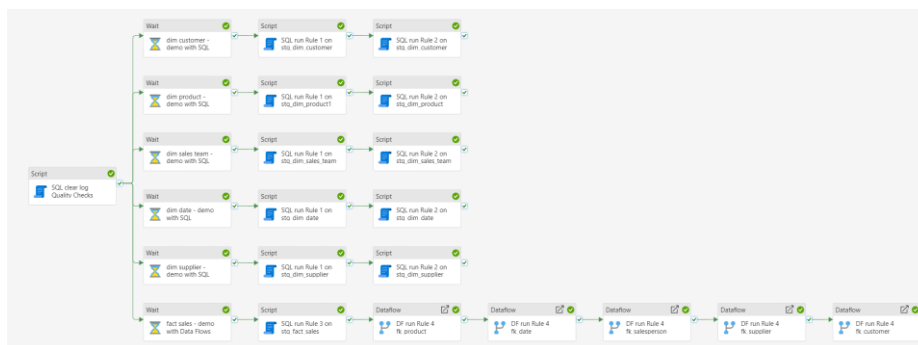 Wait
dim customer -
demo with SQL
Script
SQL run Rule 1 on
stg_dim_customer
Script
SQL run Rule 2 on
stg_dim_customer
Wait
dim product -
demo with SQL
Script
SQL run Rule 1 on
stg_dim_product1
Script
SQL run Rule 2 on
stg_dim_product
Wait
dim sales team -
demo with SQL
Script
SQL run Rule 1 on
stg_dim_sales_team
Script
SQL run Rule 2 on
stg_dim_sales_team
Script
SQL clear log
Quality Checks
Wait
dim date - demo
with SQL
Script
SQL run Rule 1 on
stg_dim_date
Script
SQL run Rule 2 on
stg_dim_date
Wait
dim supplier -
demo with SQL
Script
SQL run Rule 1 on
stg_dim_supplier
Script
SQL run Rule 2 on
stg_dim_supplier
Wait
fact sales - demo
with Data Flows
Script
SQL run Rule 3 on
stg_fact_sales
Dataflow
DF run Rule 4
fk_product
Dataflow
DF run Rule 4
fk_date
Dataflow
DF run Rule 4
fk_salesperson
Dataflow
DF run Rule 4
fk_supplier
Dataflow
DF run Rule 4
fk_customer